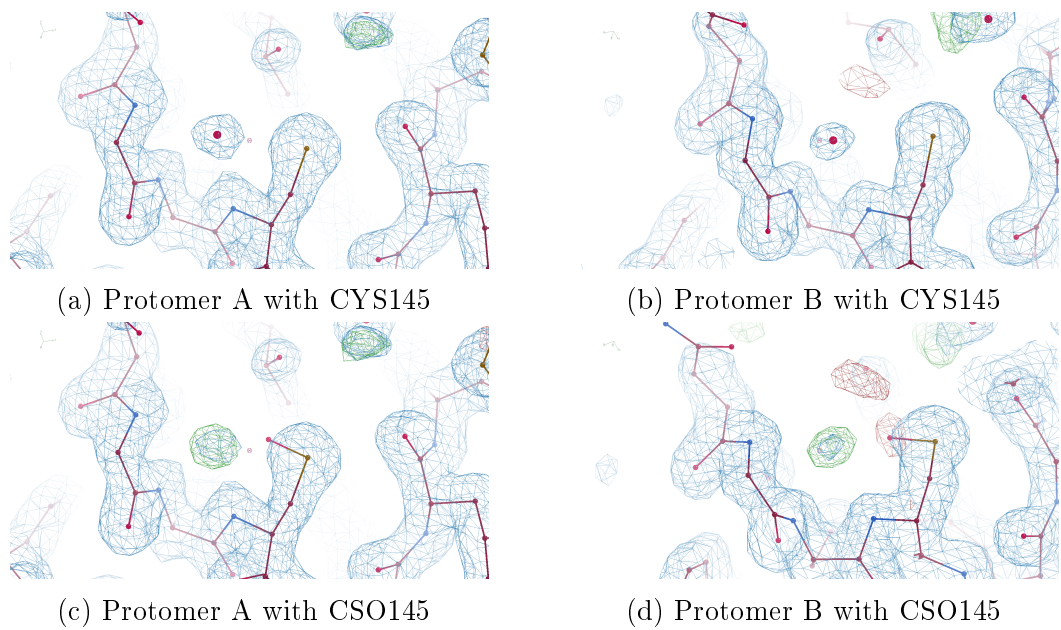 (a) Protomer A with CYS145
(b) Protomer B with CYS145
(c) Protomer A with CSO145
(d) Protomer B with CSO145